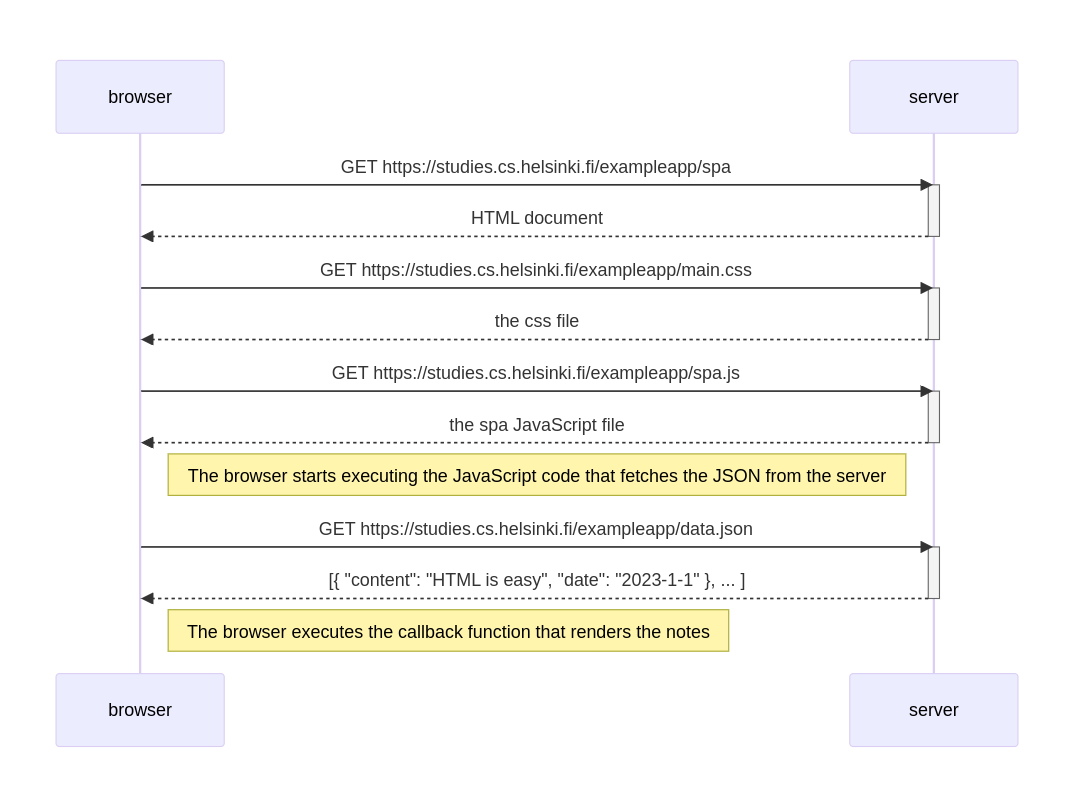 browser
server
GET https://studies.cs.helsinki.fi/exampleapp/spa
HTML document
GET https://studies.cs.helsinki.fi/exampleapp/main.css
the css file
GET https://studies.cs.helsinki.fi/exampleapp/spa.js
the spa JavaScript file
The browser starts executing the JavaScript code that fetches the JSON from the server
GET https://studies.cs.helsinki.fi/exampleapp/data.json
[{ "content": "HTML is easy", "date": "2023-1-1" }, ... ]
The browser executes the callback function that renders the notes
browser
server